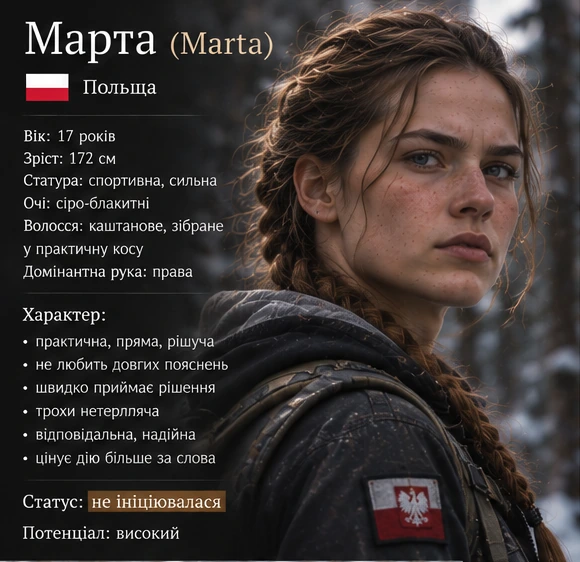 Марта (Marta)
Польща
Вік: 17 років
Зріст: 172 см
Статура: спортивна, сильна
Очі: сіро-блакитні
Волосся: каштанове, зібране
у практичну косу
Домінантна рука: права
Характер:
• практична, пряма, рішуча
• не любить довгих пояснень
• швидко приймає рішення
• трохи нетерлляча
• відповідальна, надійна
• цінує дію більше за слова
Статус: не ініціювалася
Потенціал: високий